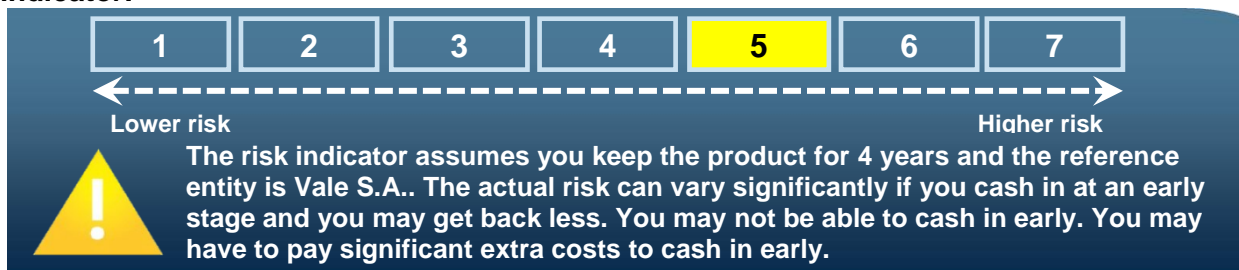 1 2 3 4 5 6 7
Lower risk Higher risk
The risk indicator assumes you keep the product for 4 years and the reference
entity is Vale S.A.. The actual risk can vary significantly if you cash in at an early
stage and you may get back less. You may not be able to cash in early. You may
have to pay significant extra costs to cash in early.